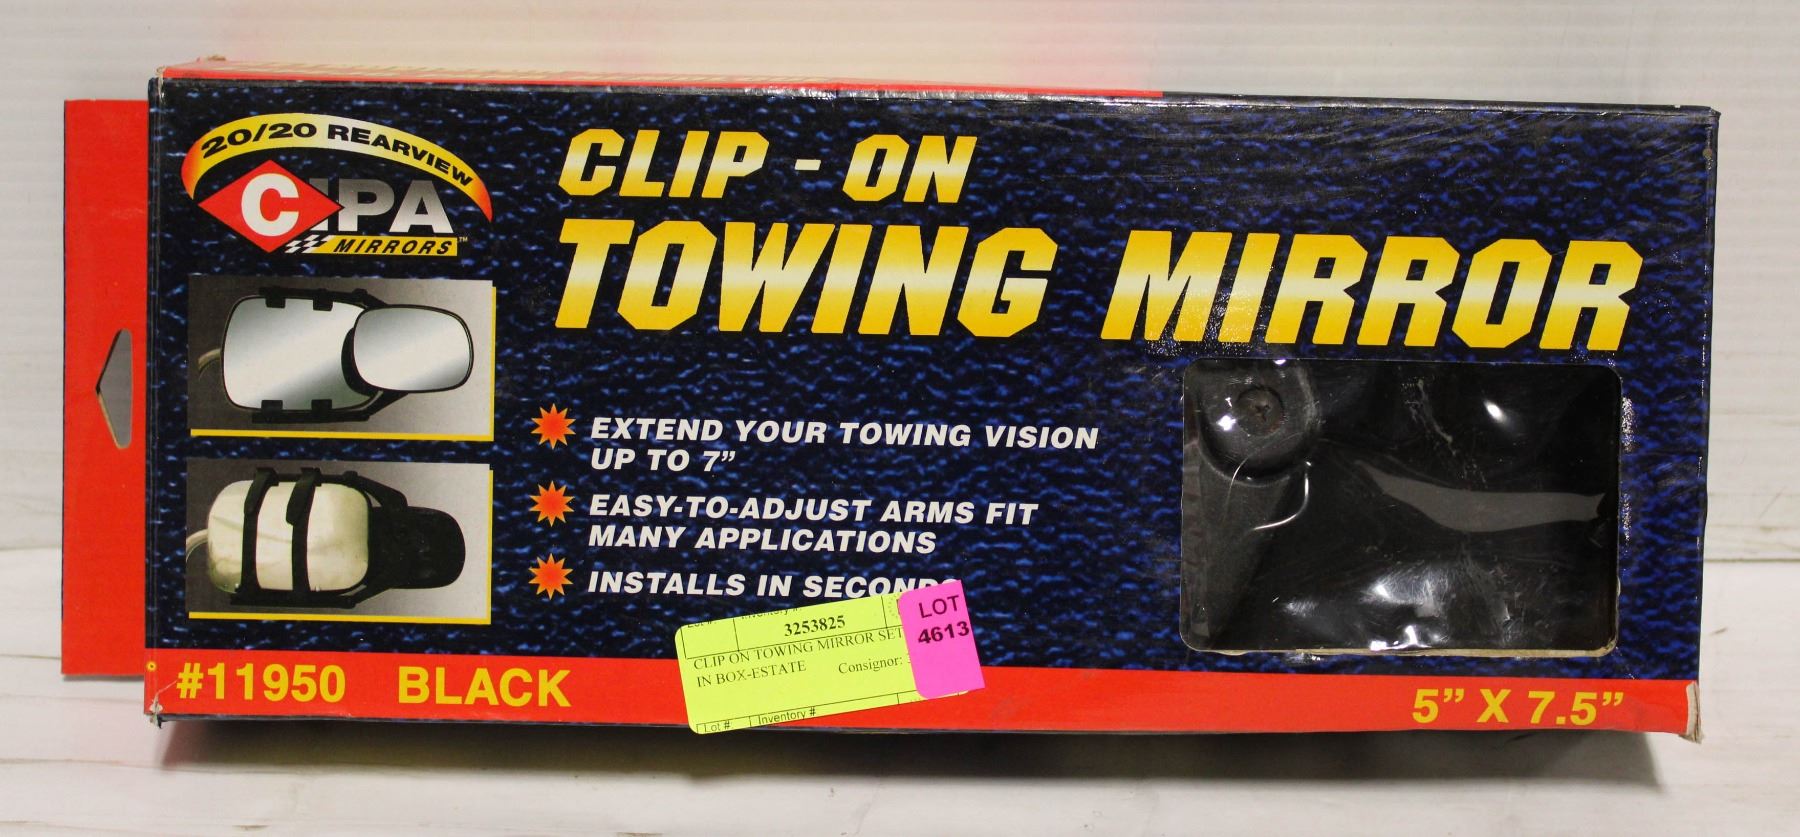 20/20 REARVIEW
CIPA
MIRRORS™
CLIP - ON
TOWING MIRROR
EXTEND YOUR TOWING VISION
UP TO 7"
EASY-TO-ADJUST ARMS FIT
MANY APPLICATIONS
INSTALLS IN SECONDS
3253825
LOT
4613
CLIP ON TOWING MIRROR SET
IN BOX-ESTATE Consignor:
Lot # Inventory #
#11950 BLACK
5" X 7.5"